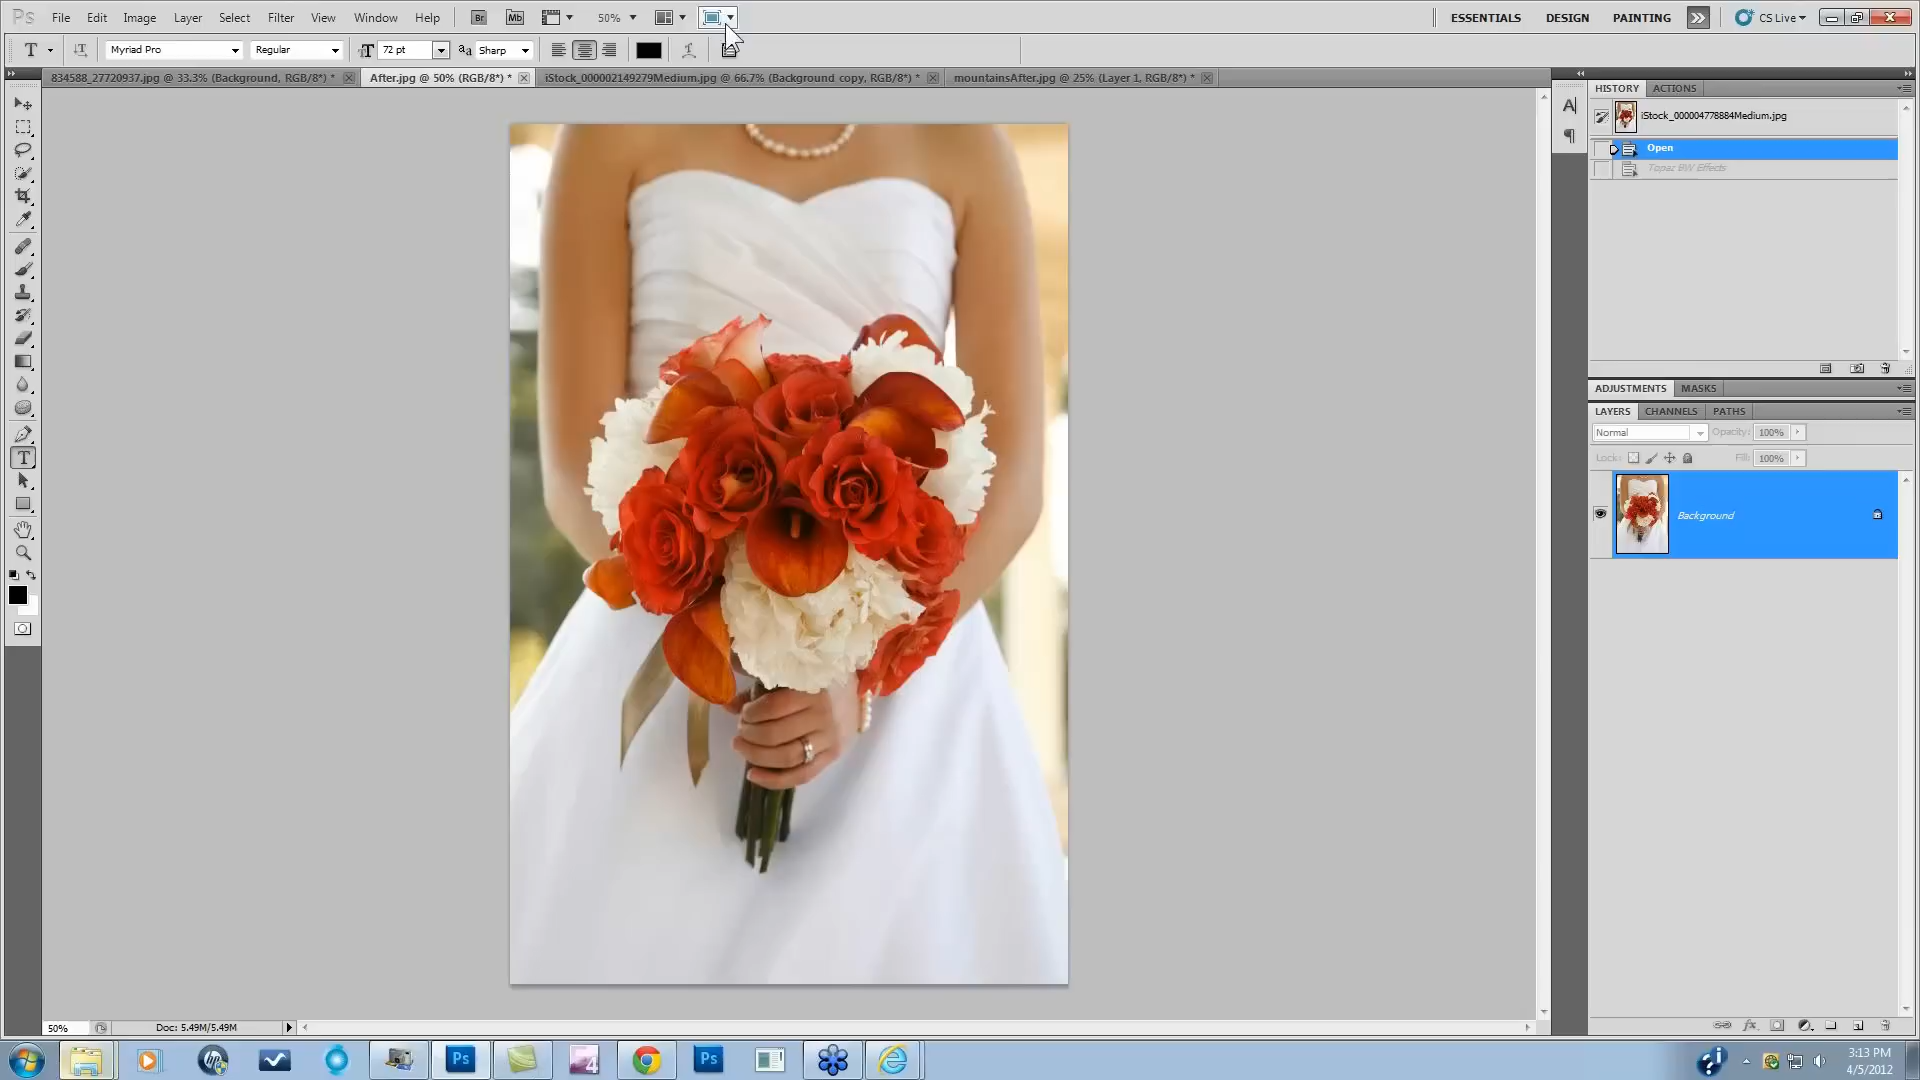 Ps File Edit Image Layer Select Filter View Window Help Br Mb 50% ESSENTIALS DESIGN PAINTING CS Live
T Myriad Pro Regular 72 pt Sharp
834588_27720937.jpg @ 33.3% (Background, RGB/8*) * After.jpg @ 50% (RGB/8*) * iStock_000002149279Medium.jpg @ 66.7% (Background copy, RGB/8*) * mountainsAfter.jpg @ 25% (Layer 1, RGB/8*) *
HISTORY ACTIONS
iStock_000004778884Medium.jpg
Open
Topaz BW Effects
ADJUSTMENTS MASKS
LAYERS CHANNELS PATHS
Normal Opacity: 100%
Lock: Fill: 100%
Background
50% Doc: 5.49M/5.49M
3:13 PM
4/5/2012